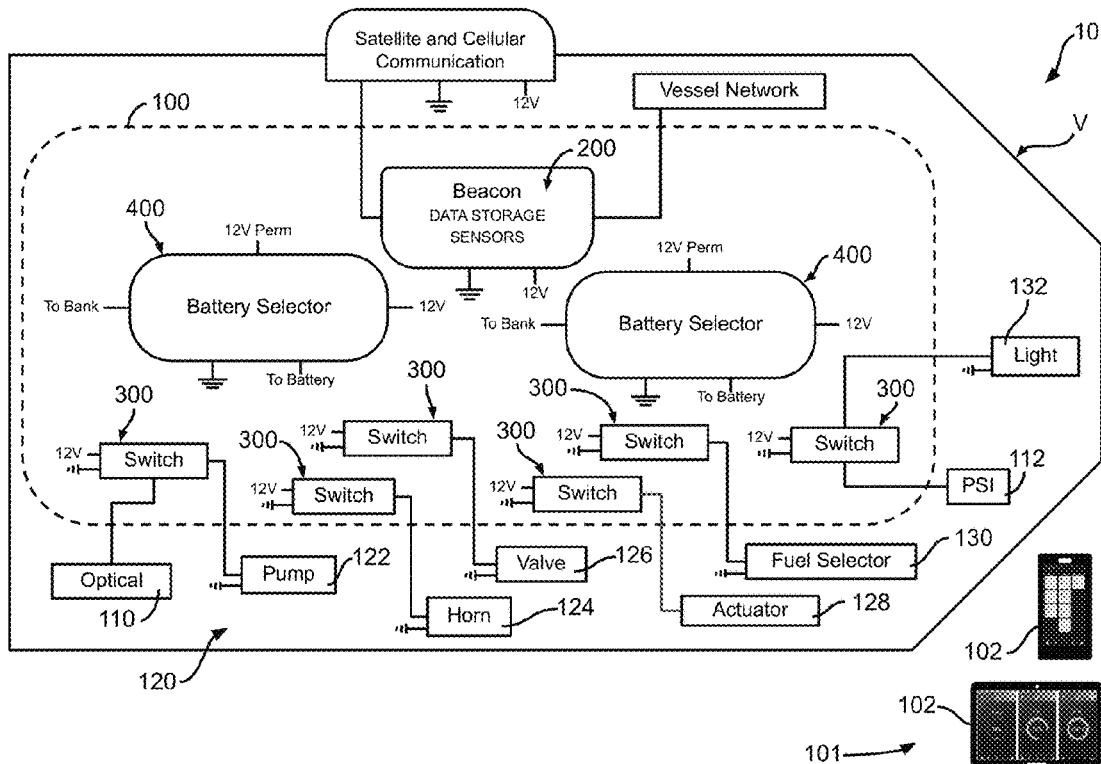 Satellite and Cellular
Communication
12V
10
Vessel Network
V
100
200
Beacon
DATA STORAGE
SENSORS
12V
400
12V Perm
To Bank
Battery Selector
12V
To Battery
400
12V Perm
To Bank
Battery Selector
12V
To Battery
132
Light
300
12V
Switch
300
12V
Switch
300
12V
Switch
300
12V
Switch
300
12V
Switch
300
12V
Switch
PSI
112
Optical
110
Pump
122
Valve
126
Fuel Selector
130
Horn
124
Actuator
128
120
102
102
101